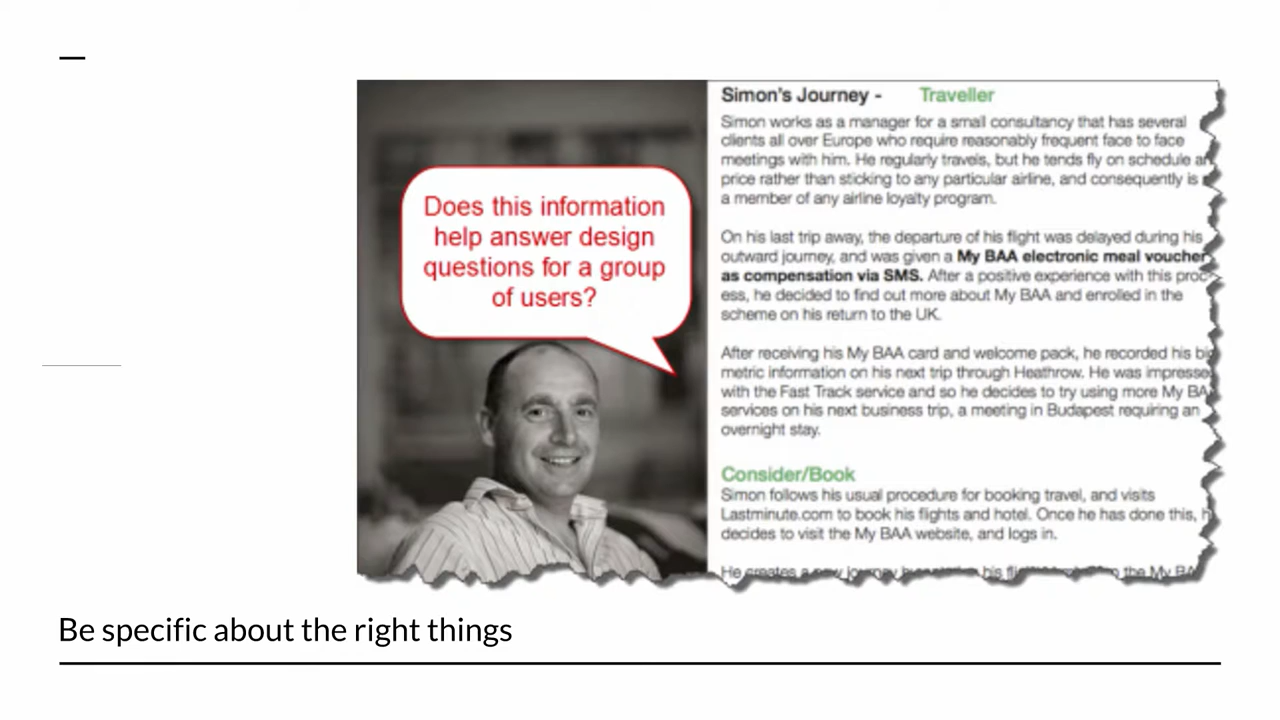 Does this information
help answer design
questions for a group
of users?
Simon's Journey - Traveller
Simon works as a manager for a small consultancy that has several
clients all over Europe who require reasonably frequent face to face
meetings with him. He regularly travels, but he tends fly on schedule
price rather than sticking to any particular airline, and consequently is
a member of any airline loyalty program.
On his last trip away, the departure of his flight was delayed during his
outward journey, and was given a My BAA electronic meal voucher
as compensation via SMS. After a positive experience with this proc-
ess, he decided to find out more about My BAA and enrolled in the
scheme on his return to the UK.
After receiving his My BAA card and welcome pack, he recorded his
metric information on his next trip through Heathrow. He was
with the Fast Track service and so he decides to try using more My
services on his next business trip, a meeting in Budapest requiring an
overnight stay.
Consider/Book
Simon follows his usual procedure for booking travel, and visits
Lastminute.com to book his flights and hotel. Once he has done this,
decides to visit the My BAA website, and logs in.
He creates a new journey his the My
Be specific about the right things